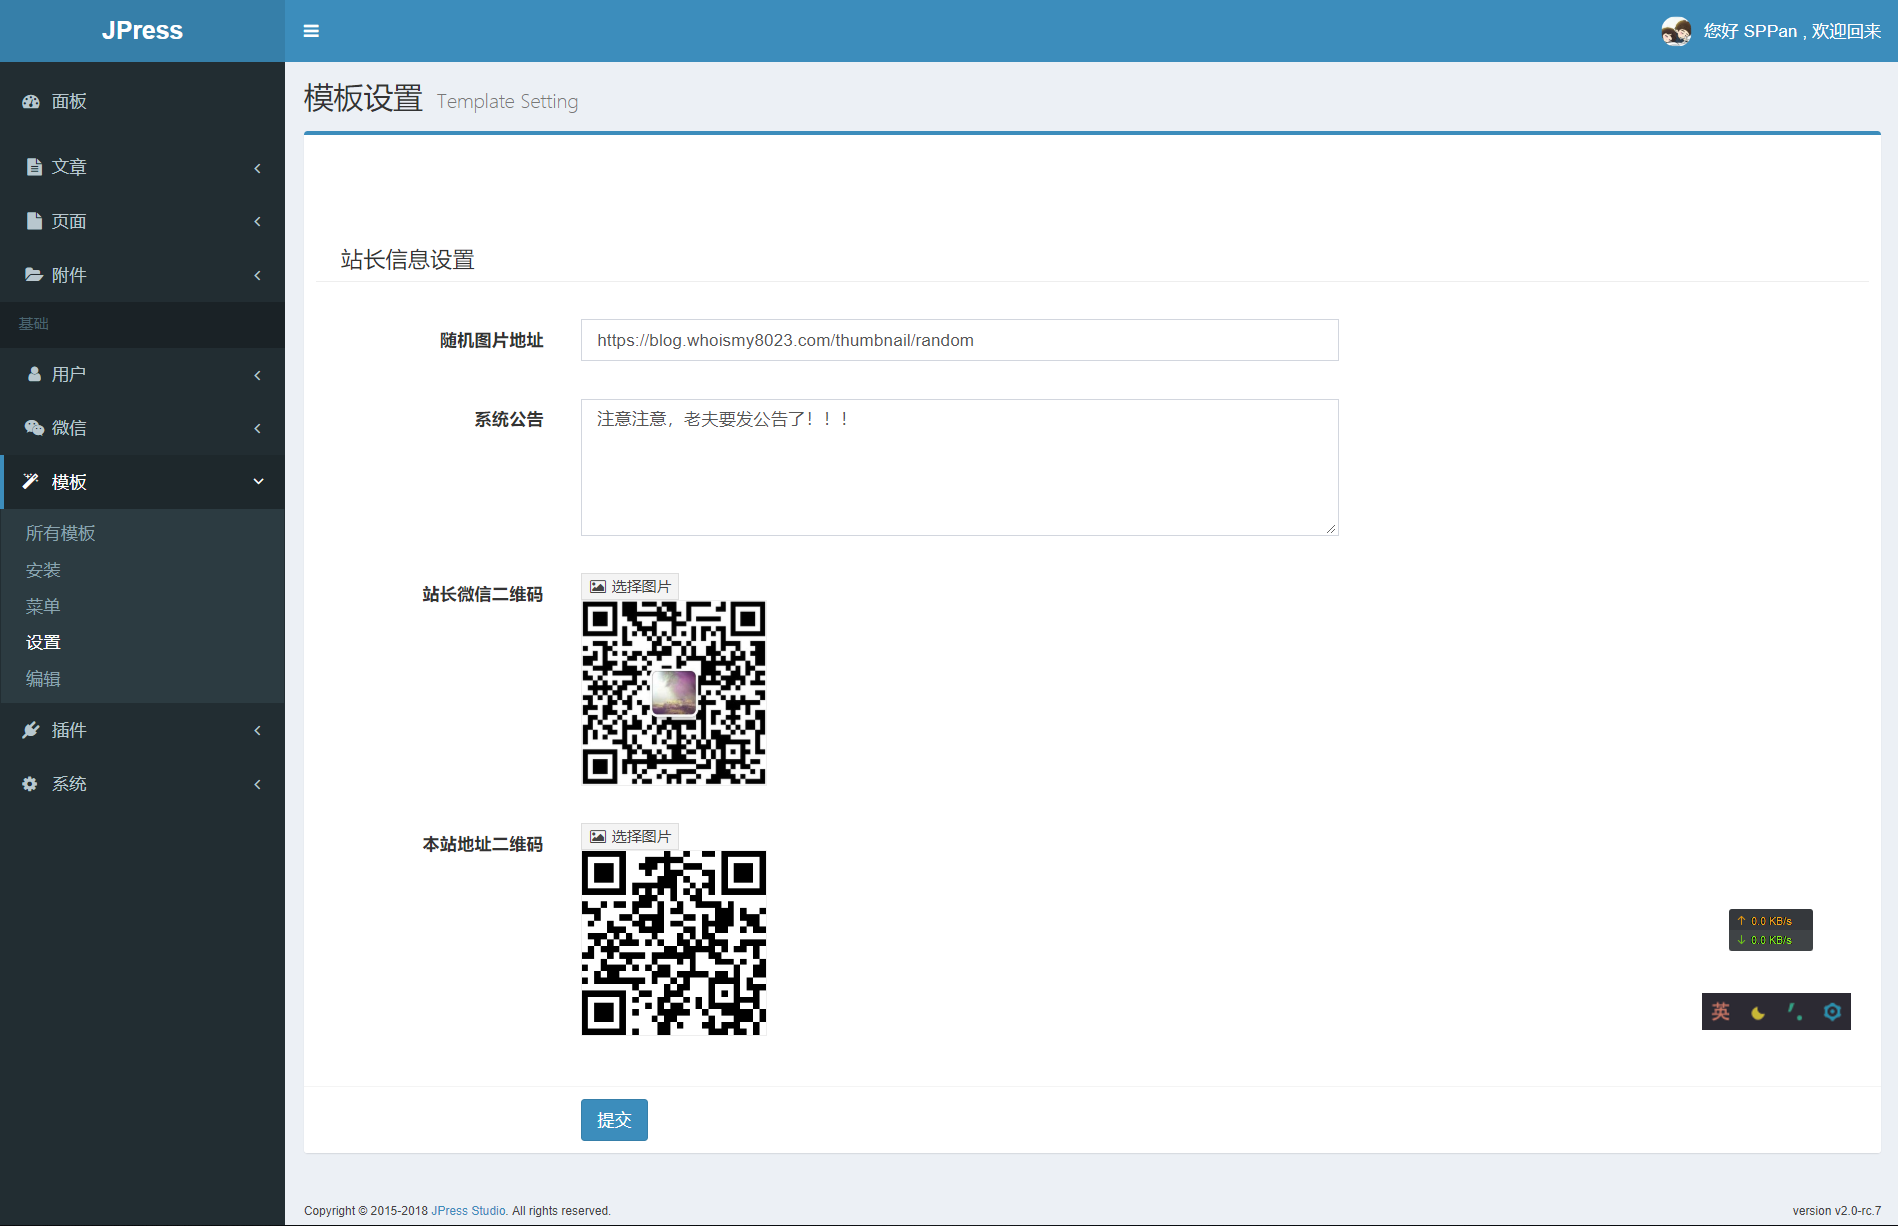 JPress
您好 SPPan , 欢迎回来
面板
文章
页面
附件
基础
用户
微信
模板
所有模板
安装
菜单
设置
编辑
插件
系统
模板设置 Template Setting
站长信息设置
随机图片地址 https://blog.whoismy8023.com/thumbnail/random
系统公告 注意注意，老夫要发公告了！！！
站长微信二维码 选择图片
本站地址二维码 选择图片
↑ 0.0 KB/s
↓ 0.0 KB/s
英
提交
Copyright © 2015-2018 JPress Studio. All rights reserved.
version v2.0-rc.7